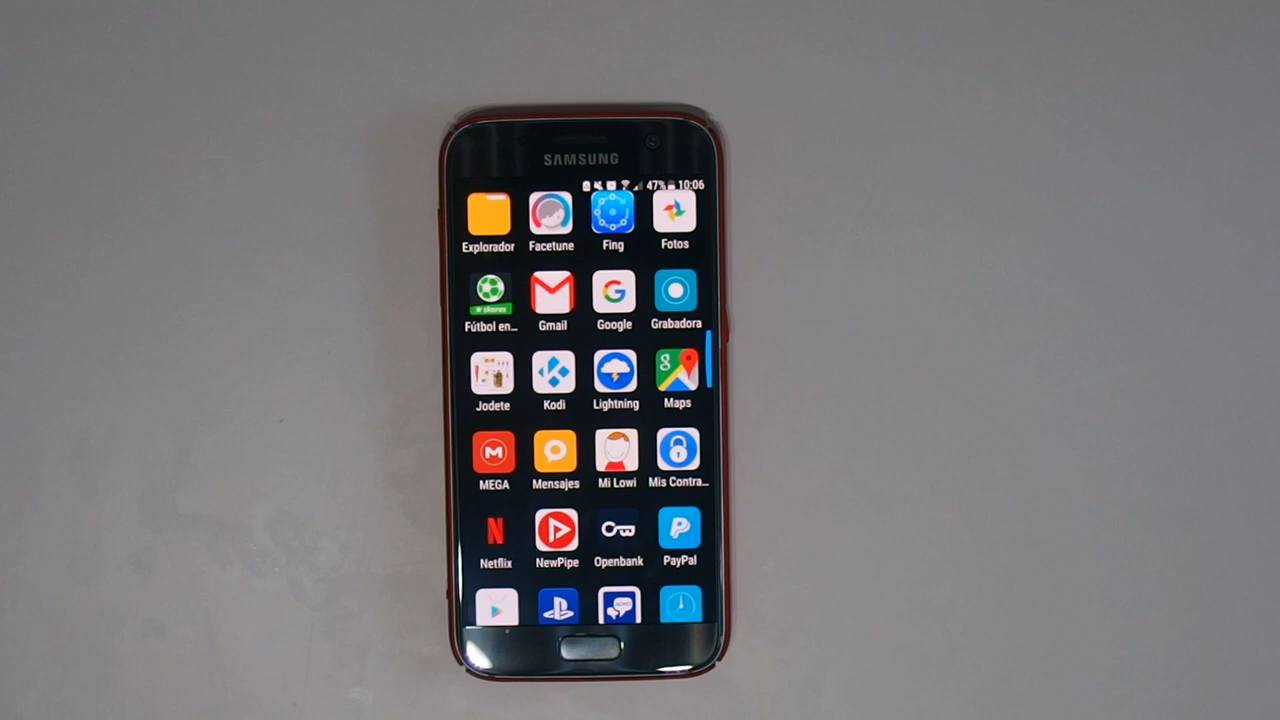 SAMSUNG
47% 10:06
Explorador Facetune Fing Fotos
skores
Fútbol en... Gmail Google Grabadora
Jodete Kodi Lightning Maps
MEGA Mensajes Mi Lowi Mis Contra...
Netflix NewPipe Openbank PayPal